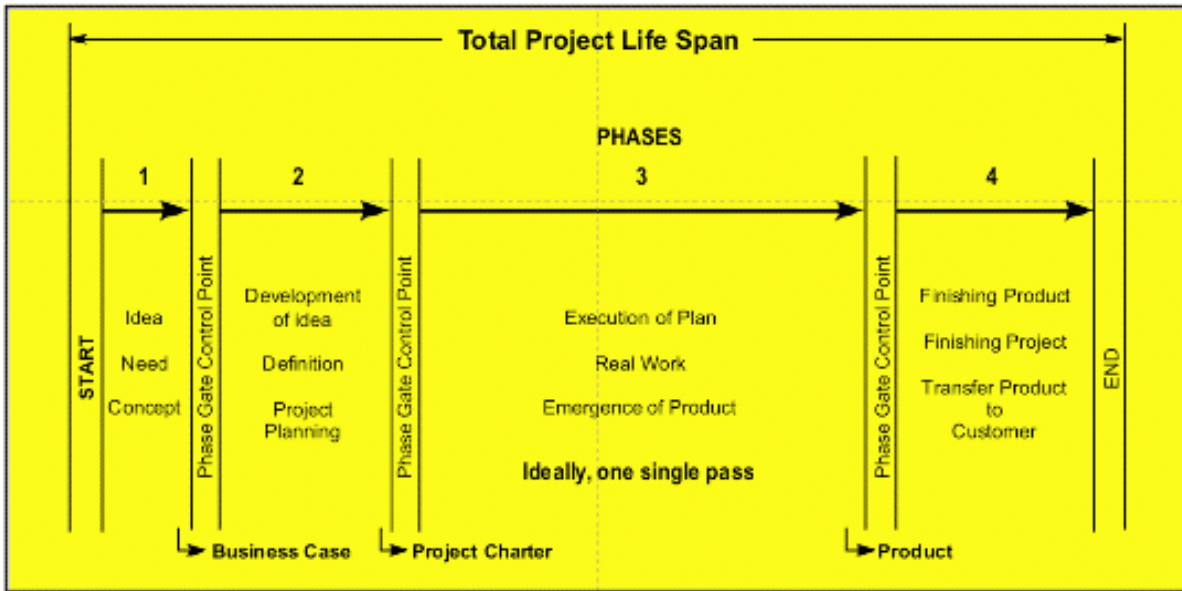 Total Project Life Span
PHASES
1
2
3
4
START
Idea
Need
Concept
Phase Gate Control Point
Development
of idea
Definition
Project
Planning
Phase Gate Control Point
Execution of Plan
Real Work
Emergence of Product
Ideally, one single pass
Phase Gate Control Point
Finishing Product
Finishing Project
Transfer Product
to
Customer
END
Business Case
Project Charter
Product